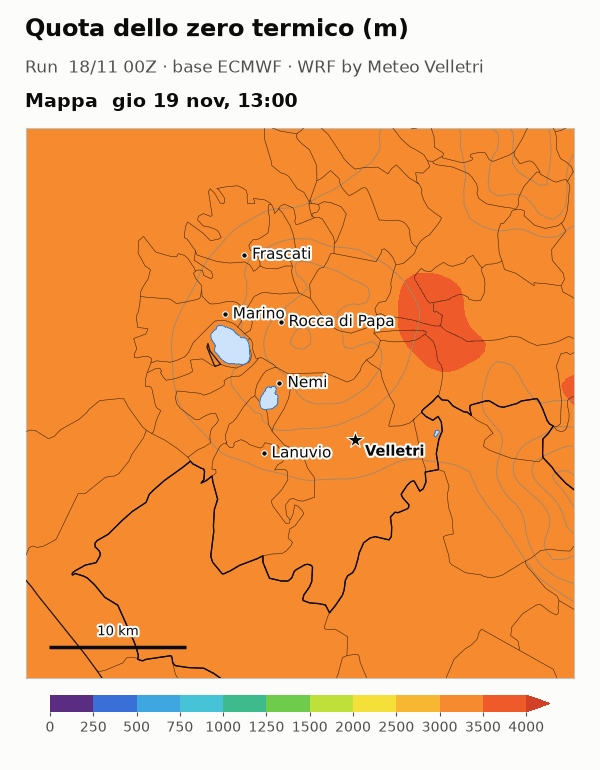 Quota dello zero termico (m)
Run  18/11 00Z · base ECMWF · WRF by Meteo Velletri
Mappa  gio 19 nov, 13:00
Frascati
Marino
Rocca di Papa
Nemi
Velletri
Lanuvio
10 km
0 250 500 750 1000 1250 1500 2000 2500 3000 3500 4000